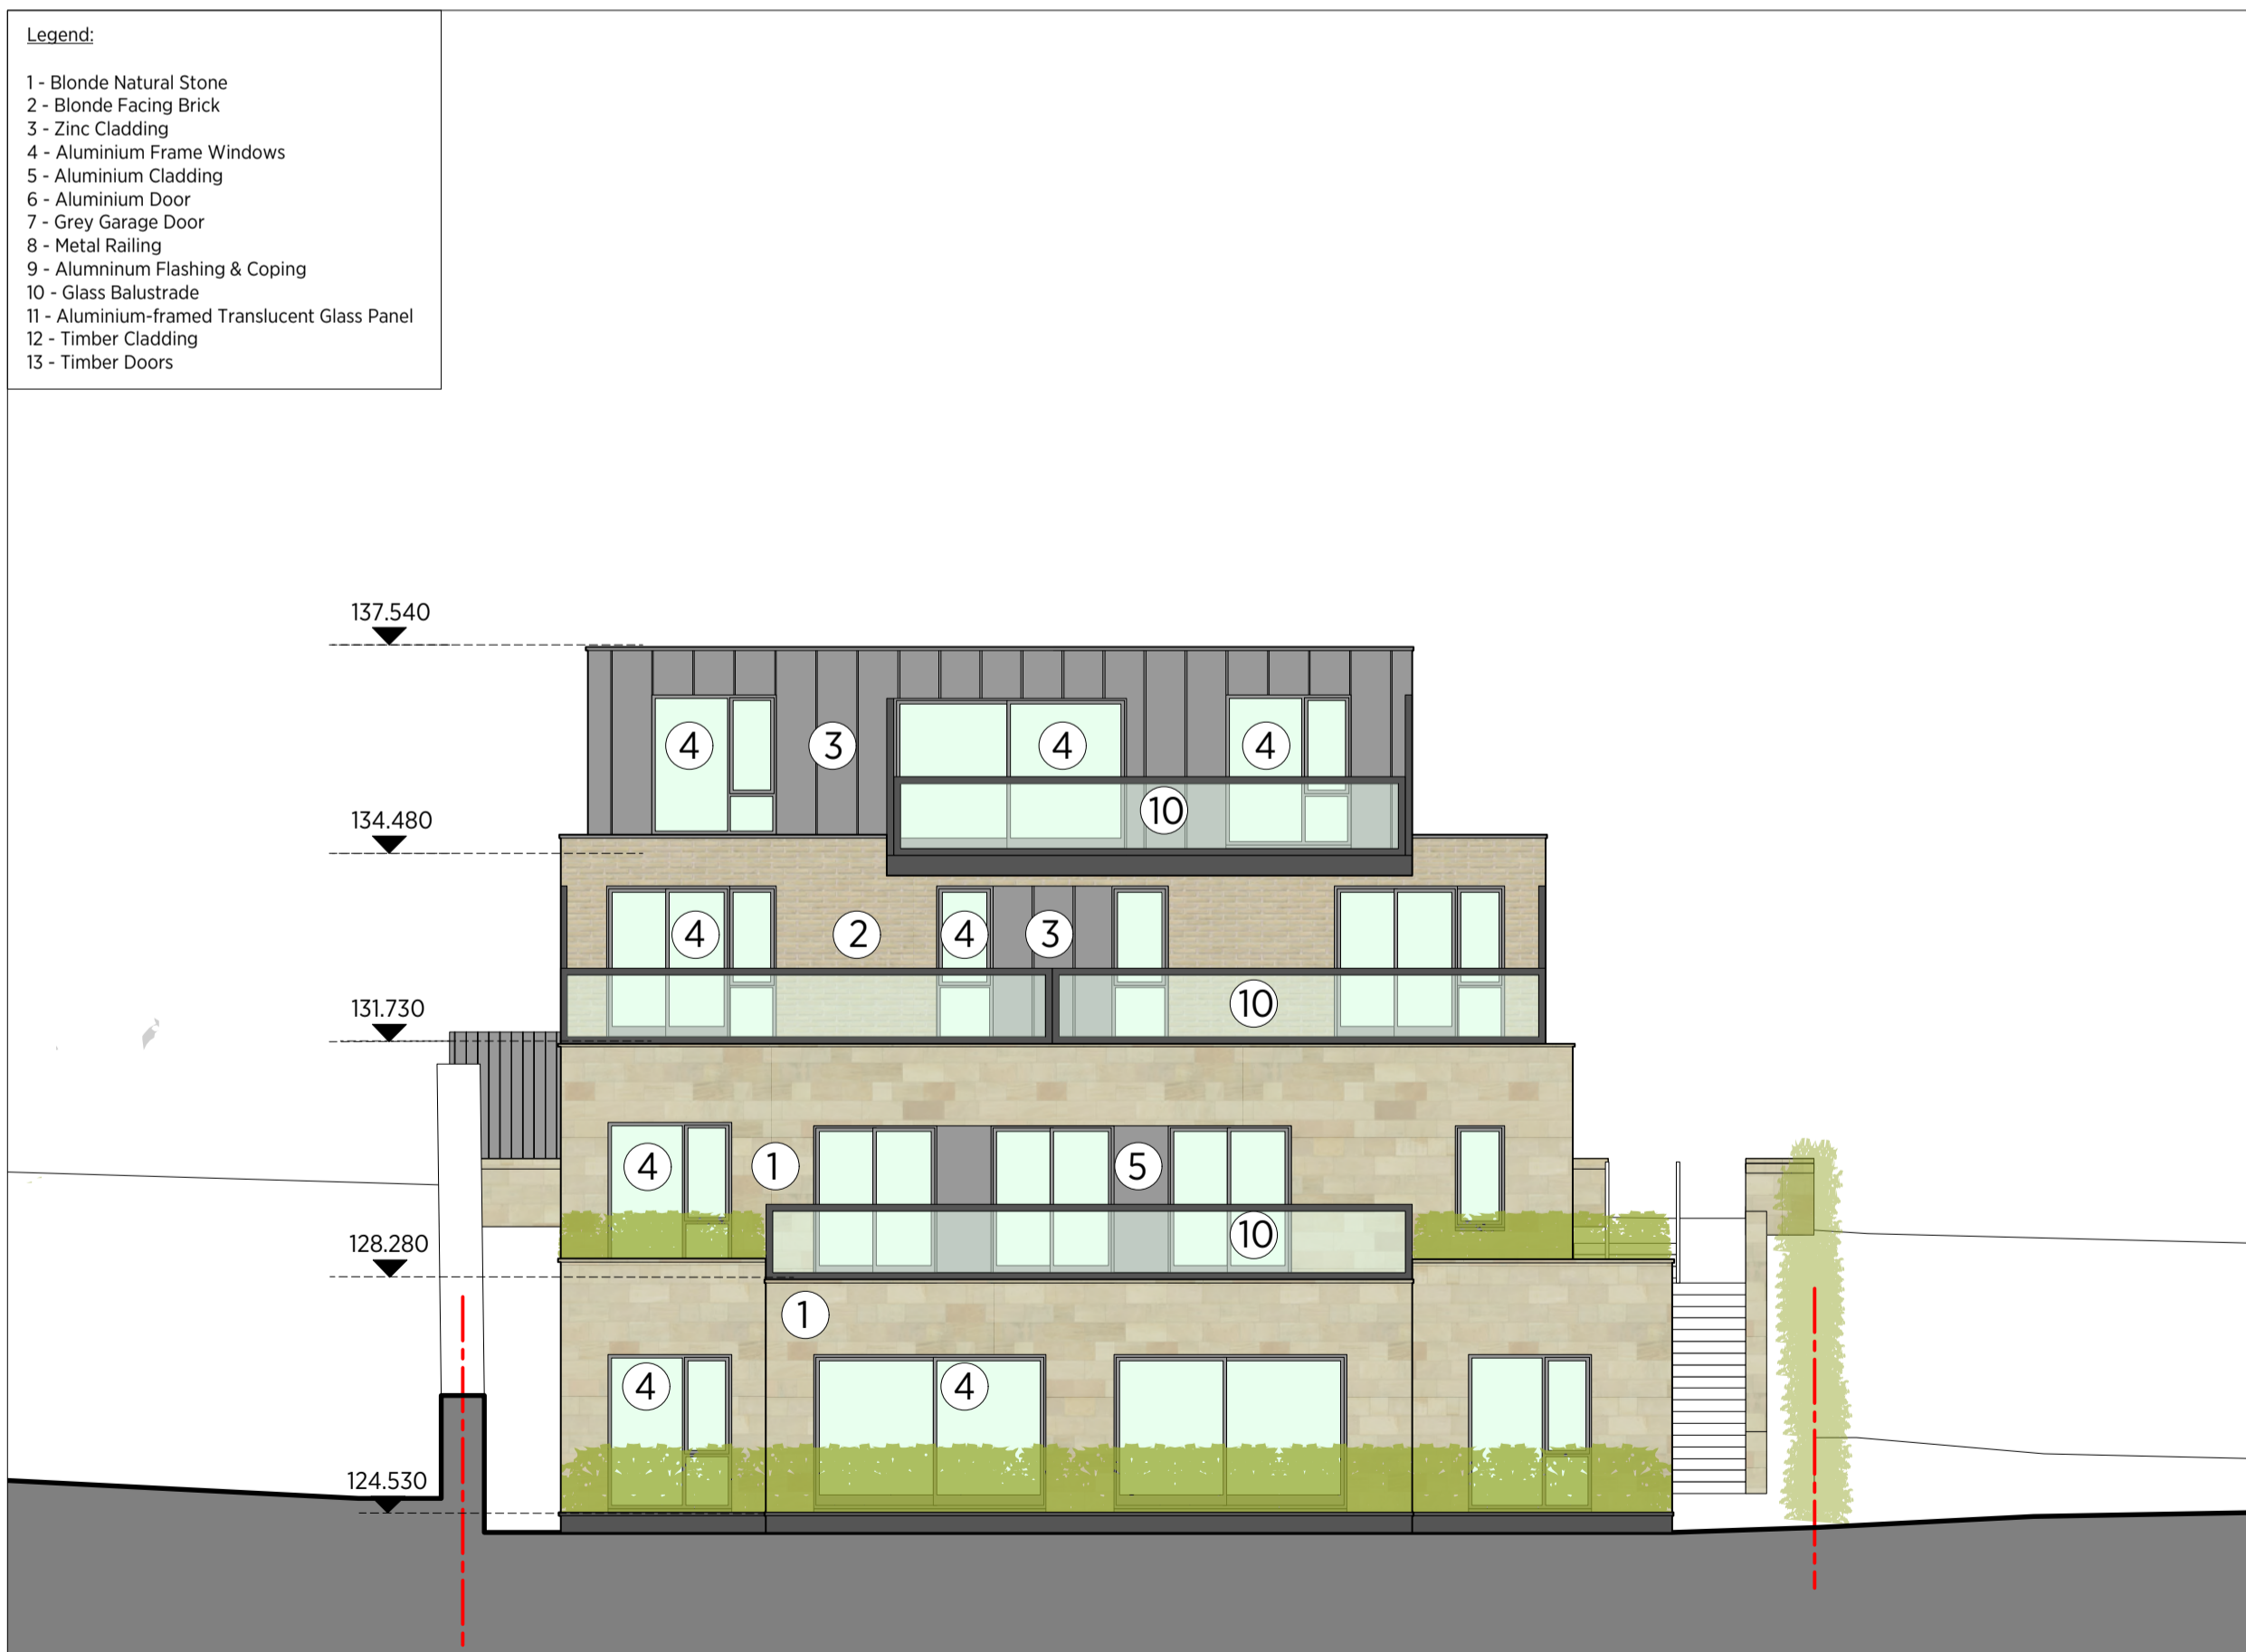 Legend:
1 - Blonde Natural Stone
2 - Blonde Facing Brick
3 - Zinc Cladding
4 - Aluminium Frame Windows
5 - Aluminium Cladding
6 - Aluminium Door
7 - Grey Garage Door
8 - Metal Railing
9 - Alumninum Flashing & Coping
10 - Glass Balustrade
11 - Aluminium-framed Translucent Glass Panel
12 - Timber Cladding
13 - Timber Doors
137.540
4 3 4 4
10
134.480
4 2 4 3
10
131.730
4 1 5
10
128.280
1
4 4
124.530